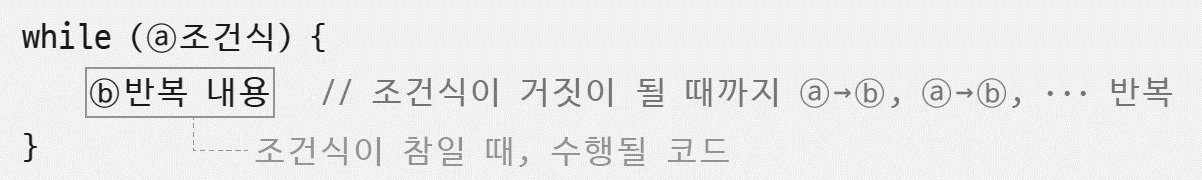 while (ⓐ조건식) {
ⓑ반복 내용 // 조건식이 거짓이 될 때까지 ⓐ→ⓑ, ⓐ→ⓑ, ··· 반복
조건식이 참일 때, 수행될 코드
}